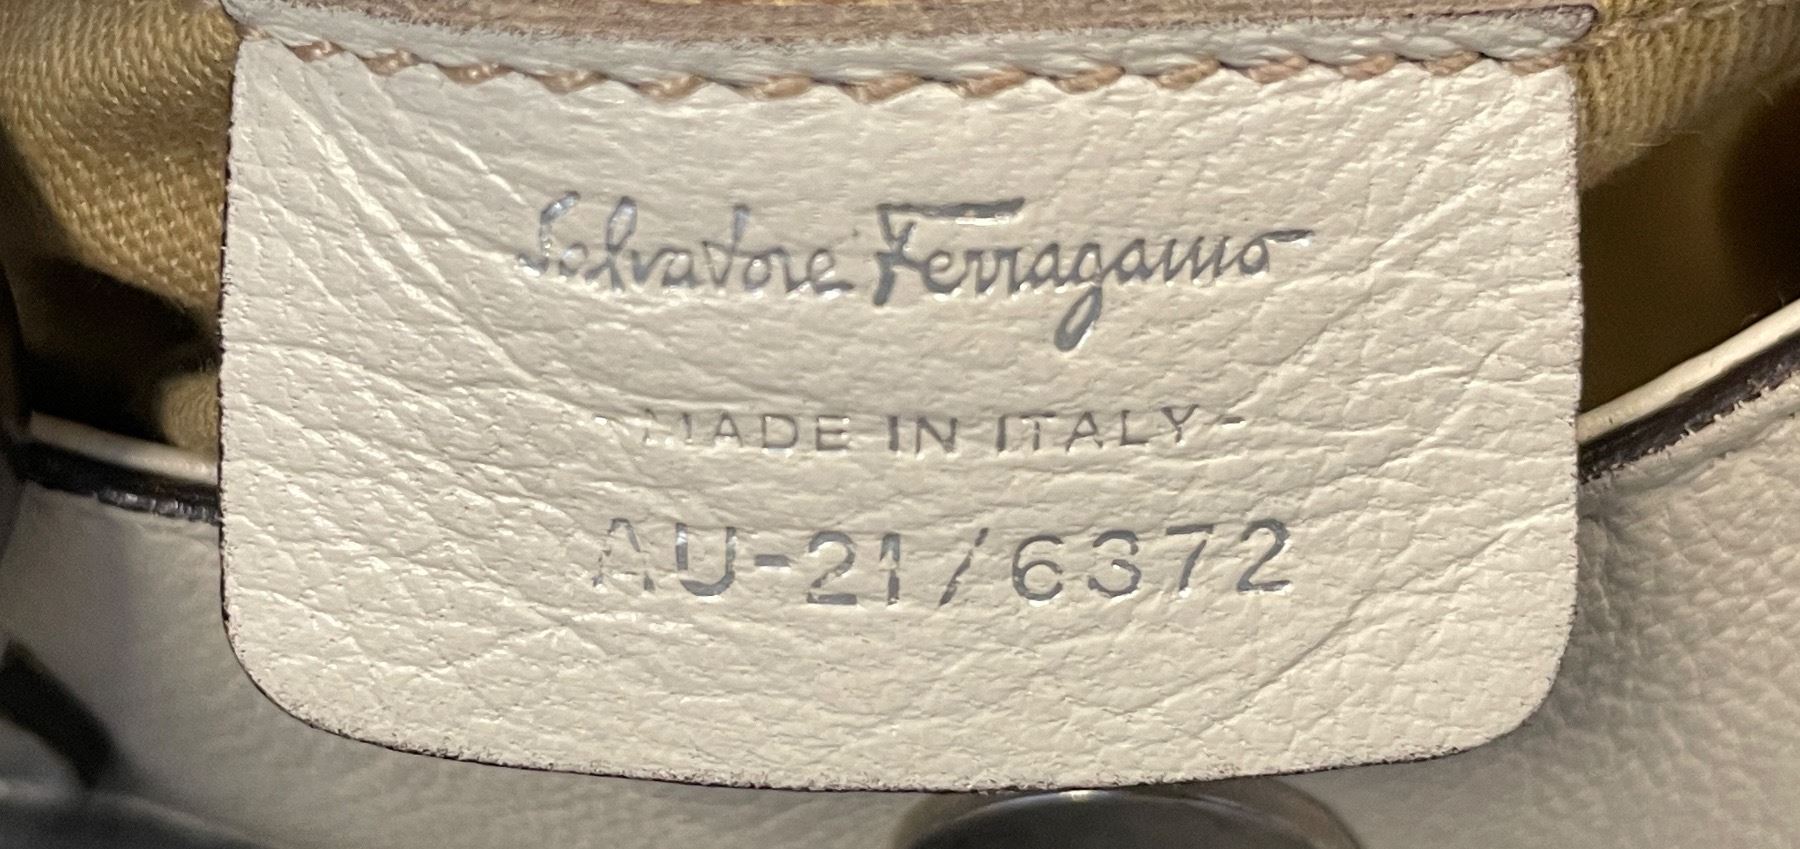 Salvatore Ferragamo
-MADE IN ITALY-
AU-21/6372